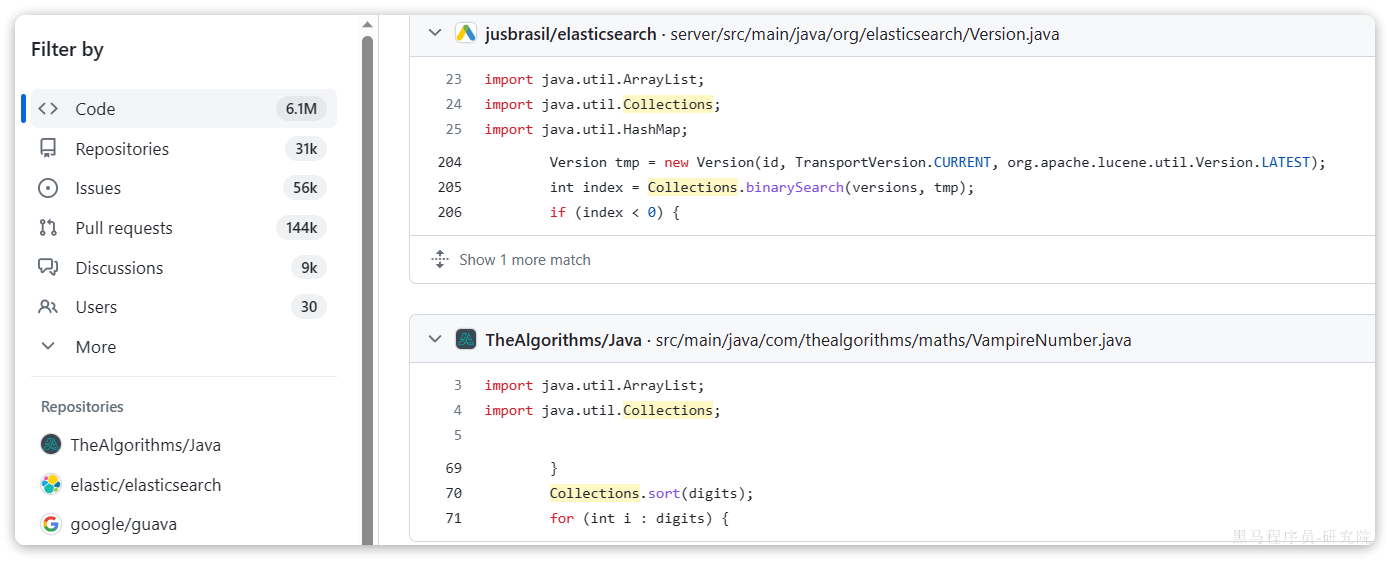 Filter by
Code 6.1M
Repositories 31k
Issues 56k
Pull requests 144k
Discussions 9k
Users 30
More
Repositories
TheAlgorithms/Java
elastic/elasticsearch
google/guava
jusbrasil/elasticsearch · server/src/main/java/org/elasticsearch/Version.java
23 import java.util.ArrayList;
24 import java.util.Collections;
25 import java.util.HashMap;
204 Version tmp = new Version(id, TransportVersion.CURRENT, org.apache.lucene.util.Version.LATEST);
205 int index = Collections.binarySearch(versions, tmp);
206 if (index < 0) {
Show 1 more match
TheAlgorithms/Java · src/main/java/com/thealgorithms/maths/VampireNumber.java
3 import java.util.ArrayList;
4 import java.util.Collections;
5
69 }
70 Collections.sort(digits);
71 for (int i : digits) {
黑马程序员-研究院